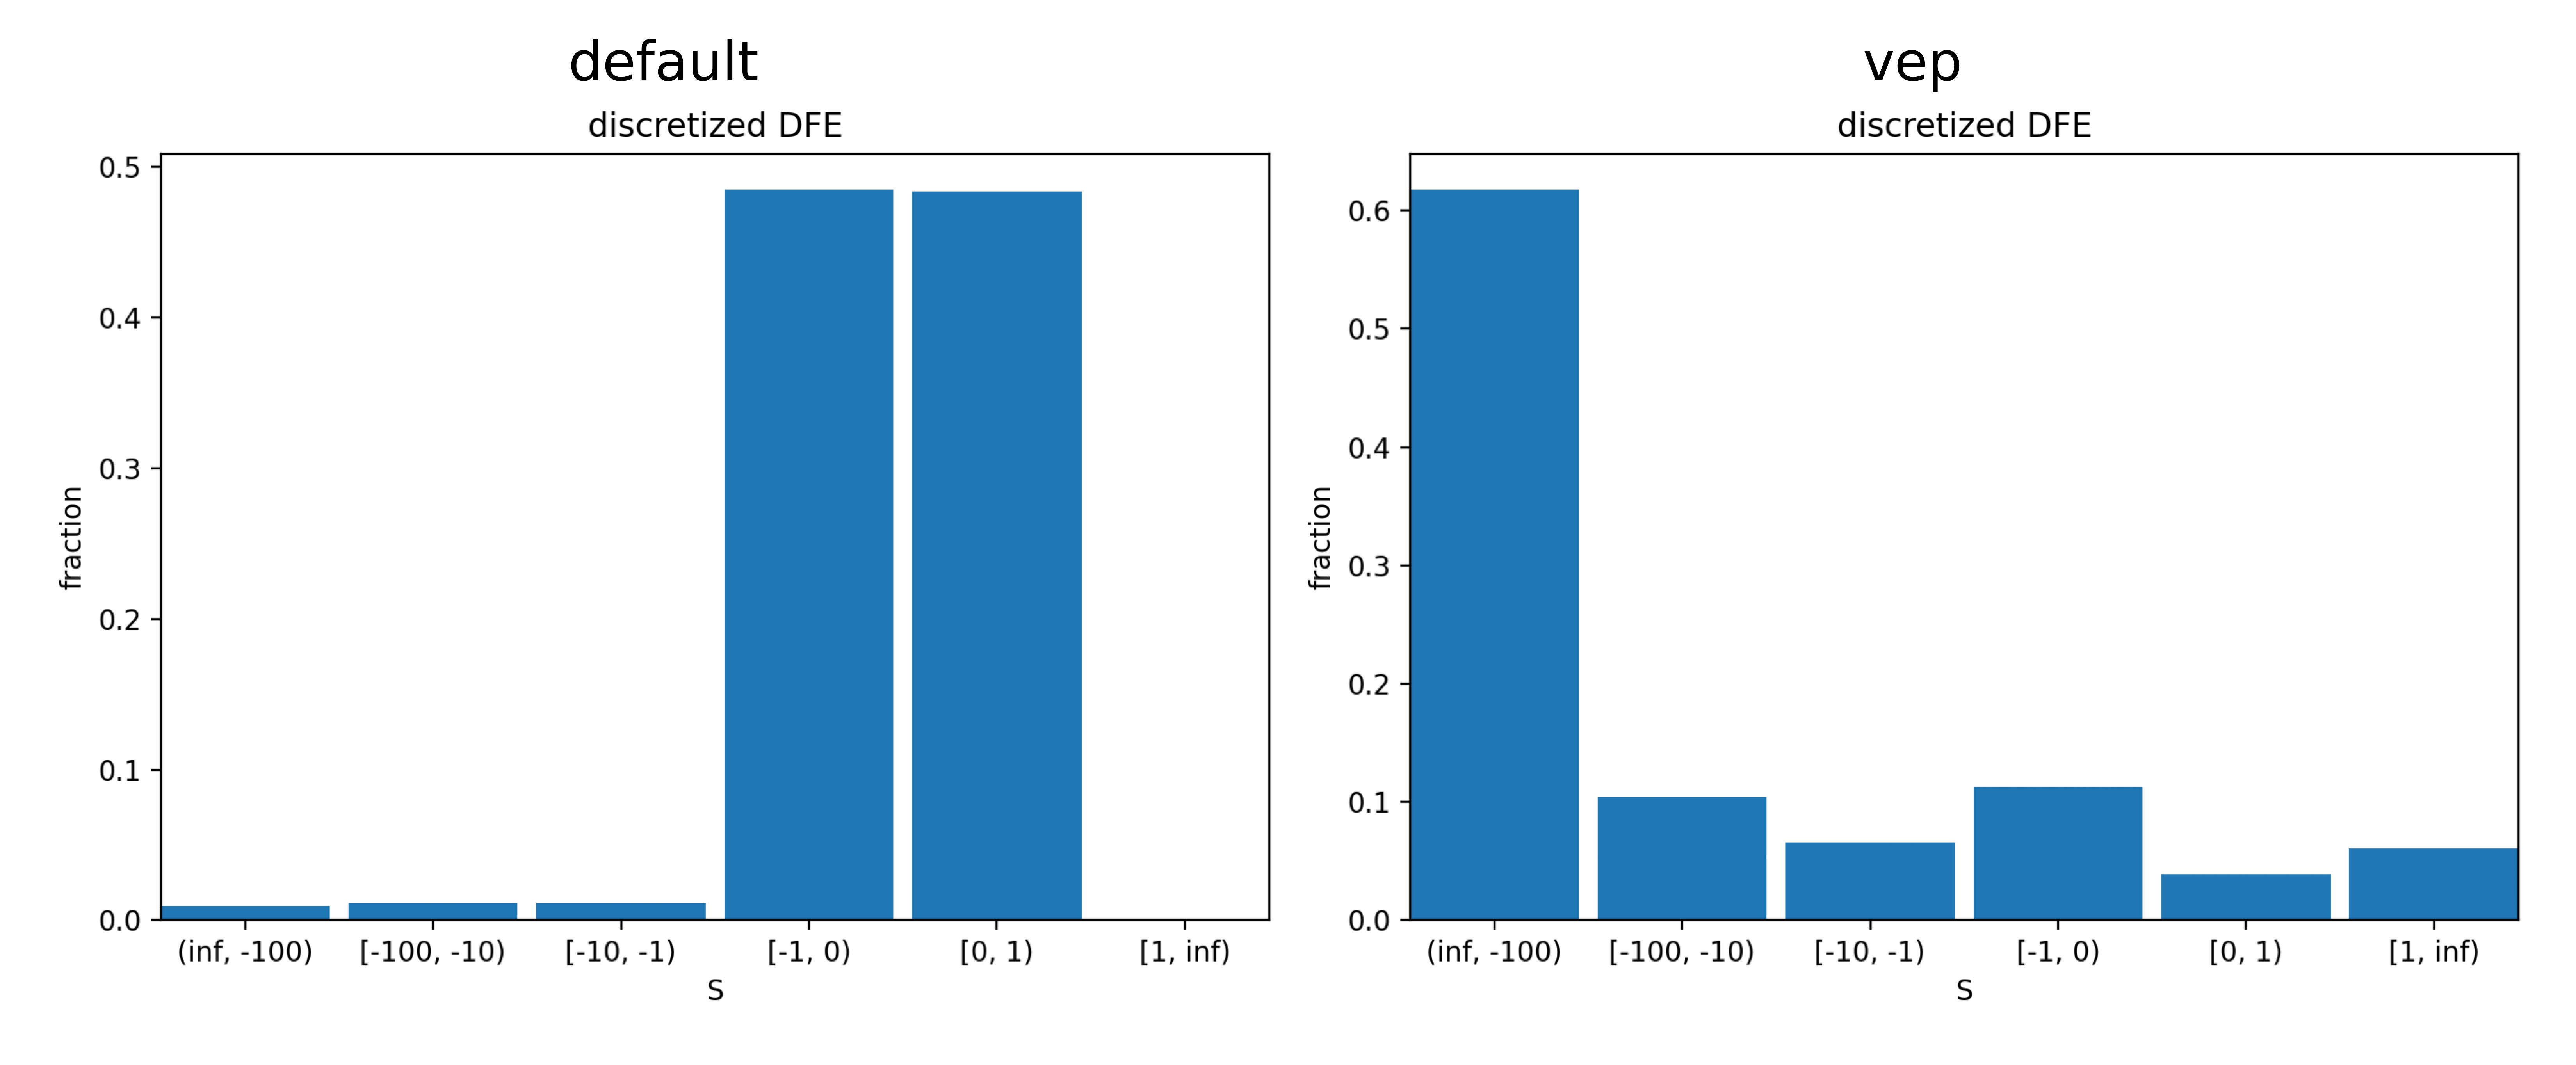 default
discretized DFE
0.5
0.4
0.3
0.2
0.1
0.0
fraction
(inf, -100) [-100, -10) [-10, -1) [-1, 0) [0, 1) [1, inf)
S
vep
discretized DFE
0.6
0.5
0.4
0.3
0.2
0.1
0.0
fraction
(inf, -100) [-100, -10) [-10, -1) [-1, 0) [0, 1) [1, inf)
S